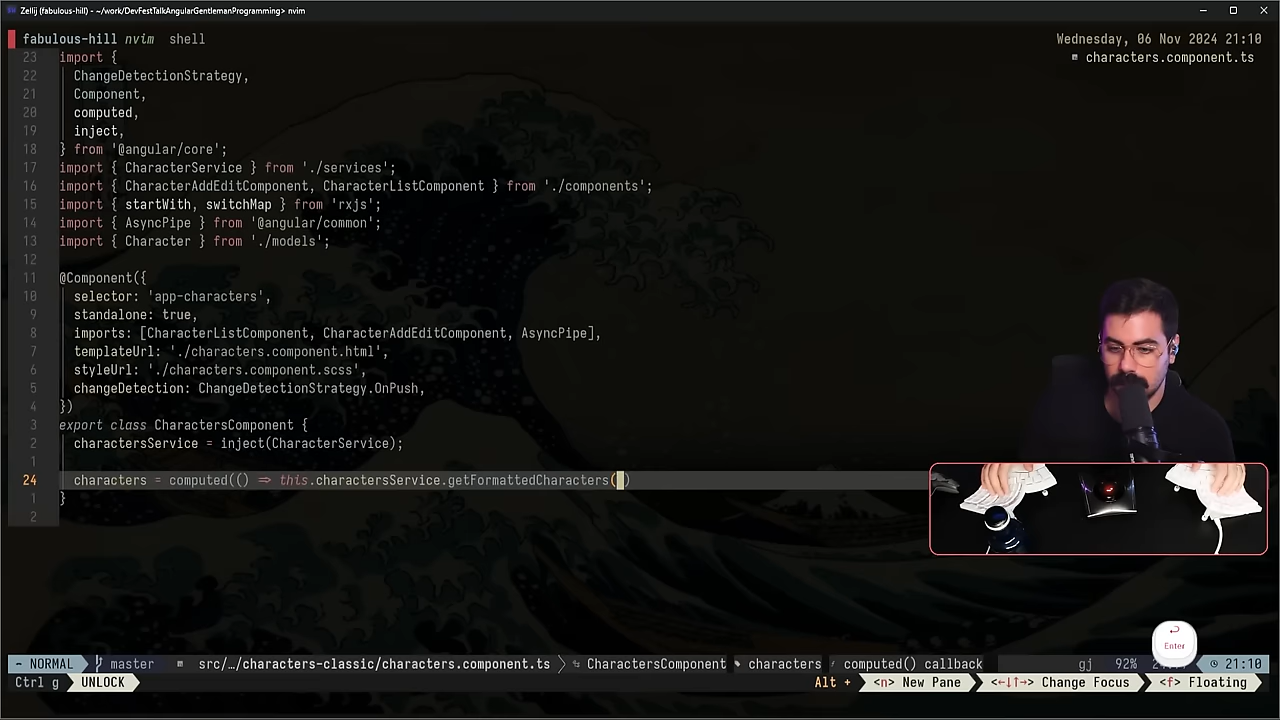 Zellij (fabulous-hill) - ~/work/DevFestTalkAngularGentlemanProgramming> nvim
fabulous-hill nvim shell
Wednesday, 06 Nov 2024 21:10
characters.component.ts
23 import {
22 ChangeDetectionStrategy,
21 Component,
20 computed,
19 inject,
18 } from '@angular/core';
17 import { CharacterService } from './services';
16 import { CharacterAddEditComponent, CharacterListComponent } from './components';
15 import { startWith, switchMap } from 'rxjs';
14 import { AsyncPipe } from '@angular/common';
13 import { Character } from './models';
12
11 @Component({
10 selector: 'app-characters',
9 standalone: true,
8 imports: [CharacterListComponent, CharacterAddEditComponent, AsyncPipe],
7 templateUrl: './characters.component.html',
6 styleUrl: './characters.component.scss',
5 changeDetection: ChangeDetectionStrategy.OnPush,
4 })
3 export class CharactersComponent {
2 charactersService = inject(CharacterService);
1
24 characters = computed(() => this.charactersService.getFormattedCharacters()
1 }
2
Enter
- NORMAL master src/…/characters-classic/characters.component.ts CharactersComponent characters computed() callback gj 92% 21:10
Ctrl g UNLOCK Alt + <n> New Pane <←↓↑→> Change Focus <f> Floating